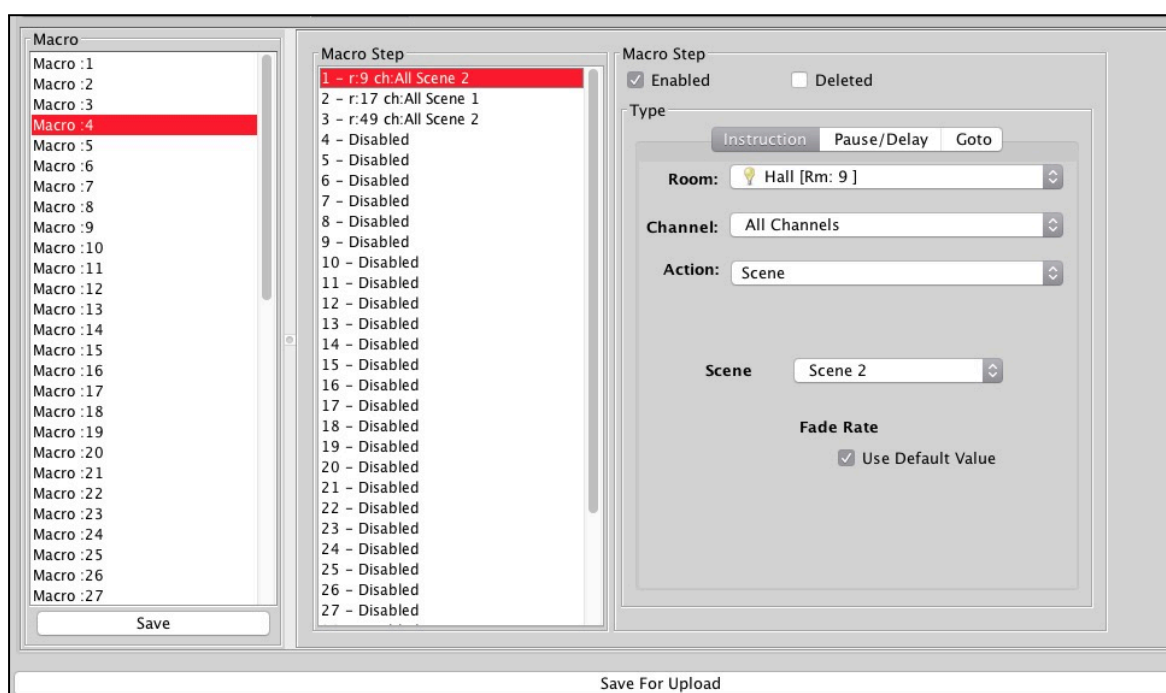 Macro
Macro :1
Macro :2
Macro :3
Macro :4
Macro :5
Macro :6
Macro :7
Macro :8
Macro :9
Macro :10
Macro :11
Macro :12
Macro :13
Macro :14
Macro :15
Macro :16
Macro :17
Macro :18
Macro :19
Macro :20
Macro :21
Macro :22
Macro :23
Macro :24
Macro :25
Macro :26
Macro :27
Save
Macro Step
1 – r:9 ch:All Scene 2
2 – r:17 ch:All Scene 1
3 – r:49 ch:All Scene 2
4 – Disabled
5 – Disabled
6 – Disabled
7 – Disabled
8 – Disabled
9 – Disabled
10 – Disabled
11 – Disabled
12 – Disabled
13 – Disabled
14 – Disabled
15 – Disabled
16 – Disabled
17 – Disabled
18 – Disabled
19 – Disabled
20 – Disabled
21 – Disabled
22 – Disabled
23 – Disabled
24 – Disabled
25 – Disabled
26 – Disabled
27 – Disabled
Macro Step
Enabled Deleted
Type
Instruction Pause/Delay Goto
Room: Hall [Rm: 9 ]
Channel: All Channels
Action: Scene
Scene Scene 2
Fade Rate
Use Default Value
Save For Upload